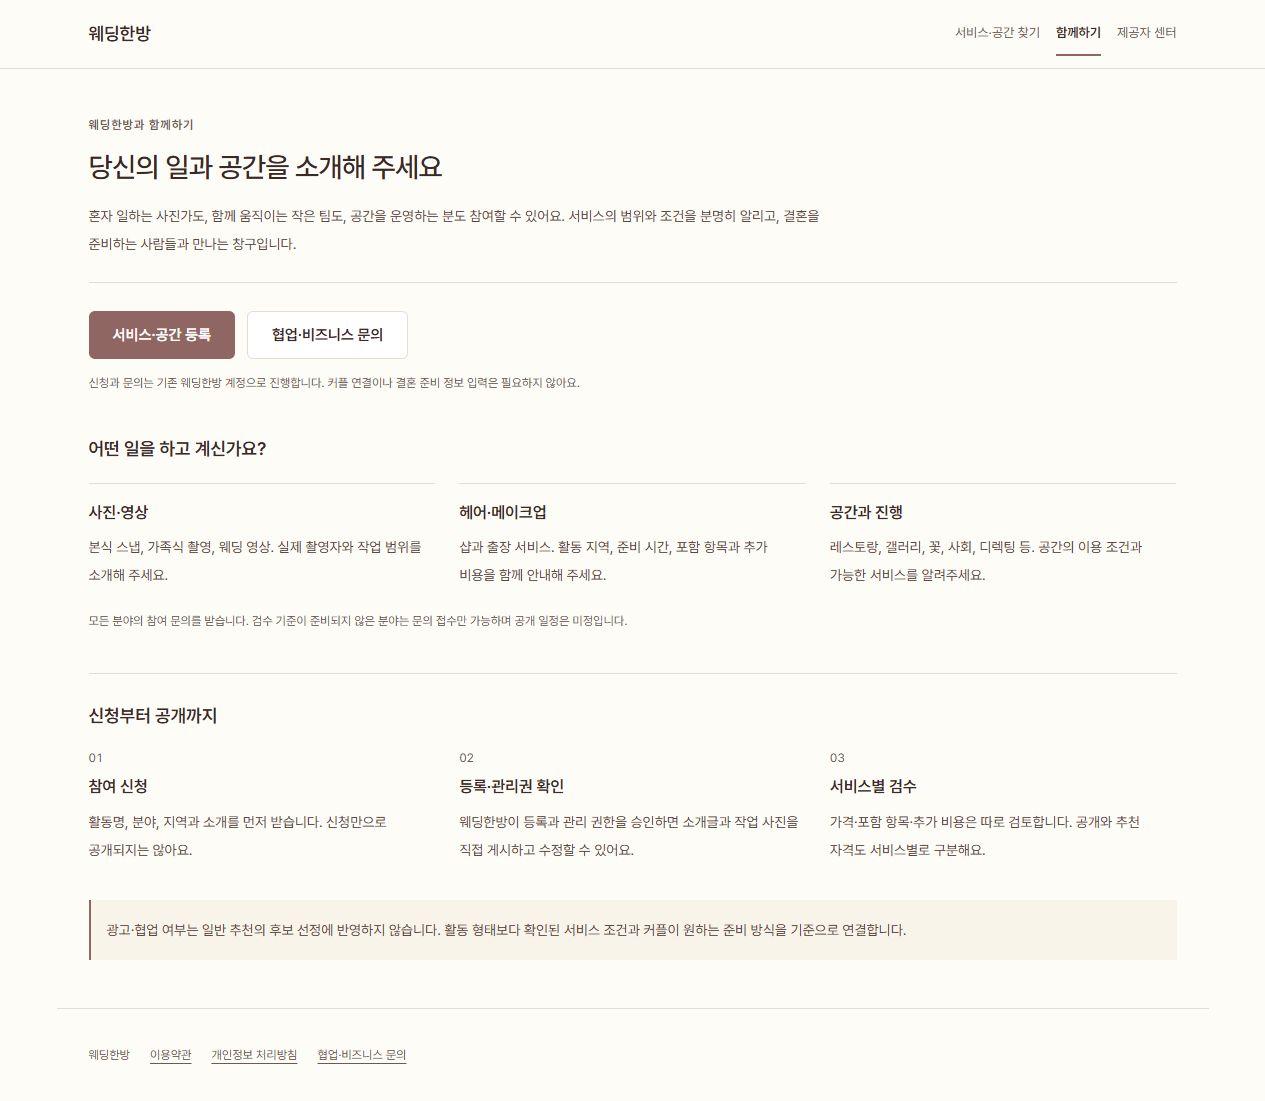 웨딩한방
서비스·공간 찾기
함께하기
제공자 센터
웨딩한방과 함께하기
당신의 일과 공간을 소개해 주세요
혼자 일하는 사진가도, 함께 움직이는 작은 팀도, 공간을 운영하는 분도 참여할 수 있어요. 서비스의 범위와 조건을 분명히 알리고, 결혼을
준비하는 사람들과 만나는 창구입니다.
서비스·공간 등록
협업·비즈니스 문의
신청과 문의는 기존 웨딩한방 계정으로 진행합니다. 커플 연결이나 결혼 준비 정보 입력은 필요하지 않아요.
어떤 일을 하고 계신가요?
사진·영상
본식 스냅, 가족식 촬영, 웨딩 영상. 실제 촬영자와 작업 범위를
소개해 주세요.
헤어·메이크업
샵과 출장 서비스. 활동 지역, 준비 시간, 포함 항목과 추가
비용을 함께 안내해 주세요.
공간과 진행
레스토랑, 갤러리, 꽃, 사회, 디렉팅 등. 공간의 이용 조건과
가능한 서비스를 알려주세요.
모든 분야의 참여 문의를 받습니다. 검수 기준이 준비되지 않은 분야는 문의 접수만 가능하며 공개 일정은 미정입니다.
신청부터 공개까지
01
참여 신청
활동명, 분야, 지역과 소개를 먼저 받습니다. 신청만으로
공개되지는 않아요.
02
등록·관리권 확인
웨딩한방이 등록과 관리 권한을 승인하면 소개글과 작업 사진을
직접 게시하고 수정할 수 있어요.
03
서비스별 검수
가격·포함 항목·추가 비용은 따로 검토합니다. 공개와 추천
자격도 서비스별로 구분해요.
광고·협업 여부는 일반 추천의 후보 선정에 반영하지 않습니다. 활동 형태보다 확인된 서비스 조건과 커플이 원하는 준비 방식을 기준으로 연결합니다.
웨딩한방
이용약관
개인정보 처리방침
협업·비즈니스 문의